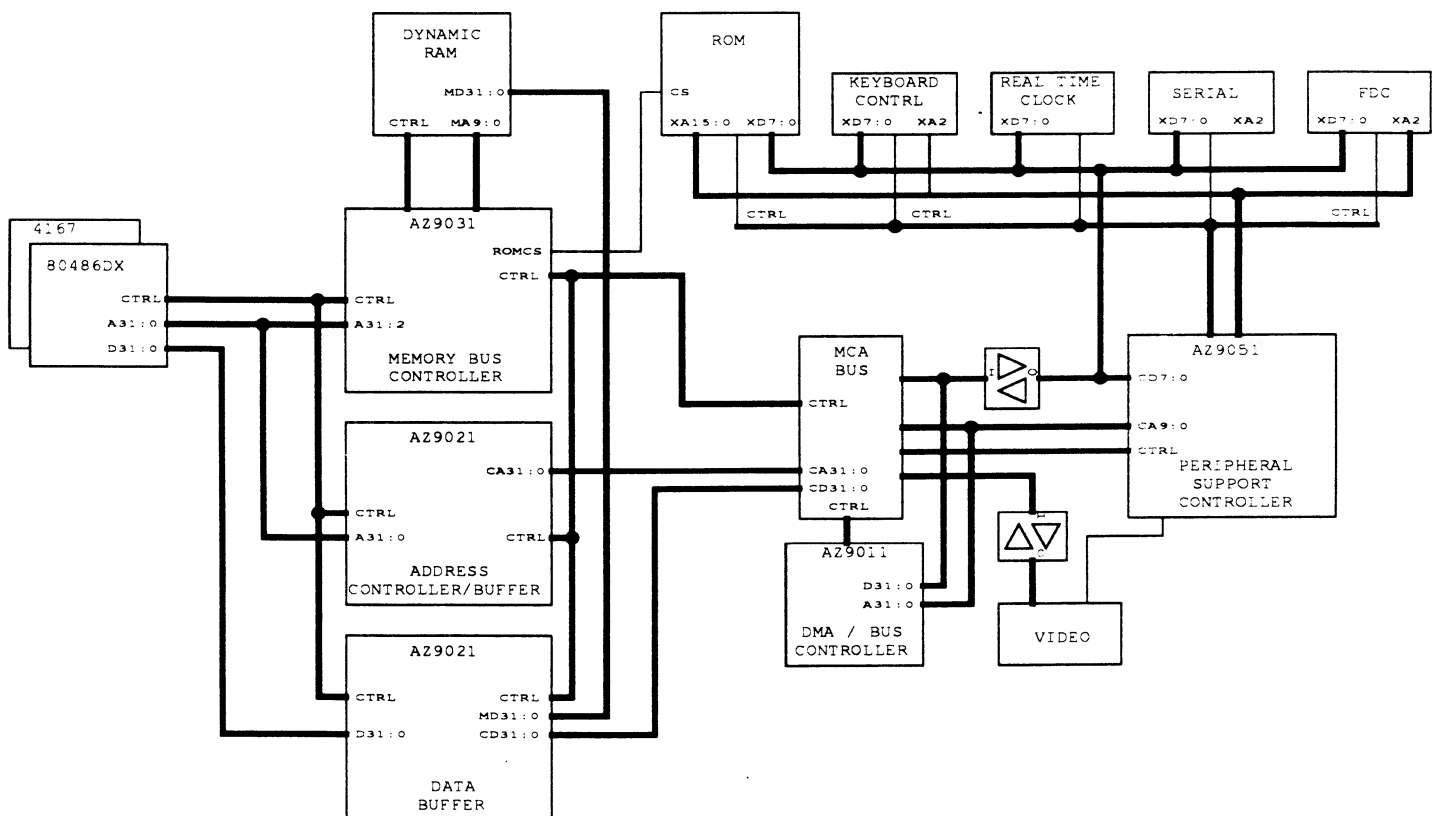 DYNAMIC
RAM
MD31:0
CTRL MA9:0
ROM
CS
XA15:0 XD7:0
KEYBOARD
CONTRL
XD7:0 XA2
REAL TIME
CLOCK
XD7:0
SERIAL
XD7:0 XA2
FDC
XD7:0 XA2
CTRL
CTRL
CTRL
4167
80486DX
CTRL
A31:0
D31:0
AZ9031
ROMCS
CTRL
CTRL
A31:2
MEMORY BUS
CONTROLLER
AZ9021
CA31:0
CTRL
A31:0
CTRL
ADDRESS
CONTROLLER/BUFFER
AZ9021
CTRL
CTRL
MD31:0
D31:0
CD31:0
DATA
BUFFER
MCA
BUS
CTRL
CA31:0
CD31:0
CTRL
I
O
AZ9051
CD7:0
CA9:0
CTRL
PERIPHERAL
SUPPORT
CONTROLLER
AZ9011
D31:0
A31:0
DMA / BUS
CONTROLLER
I
O
VIDEO